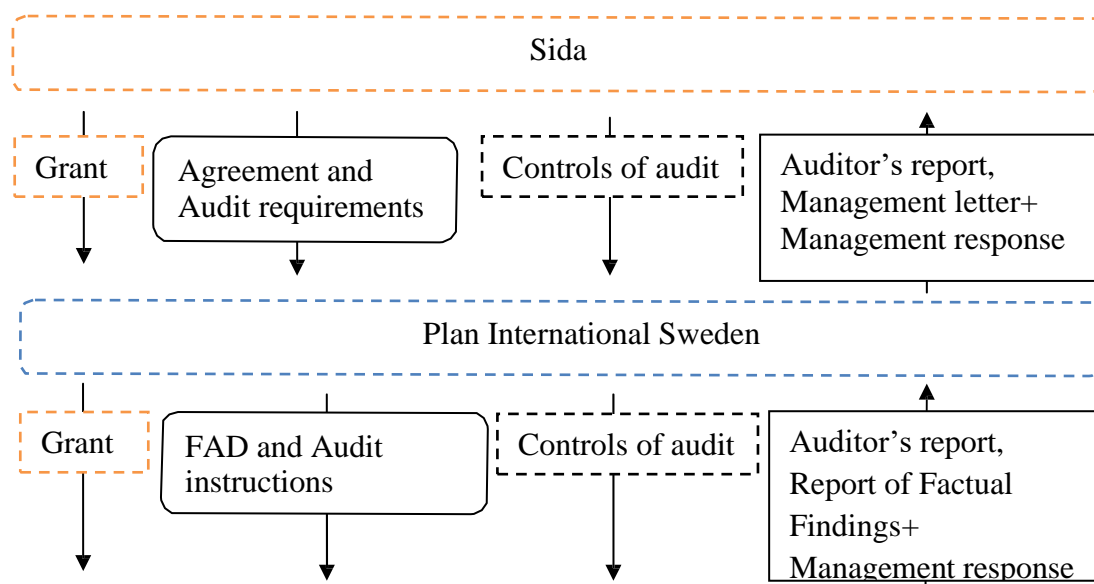 Sida
Grant
Agreement and
Audit requirements
Controls of audit
Auditor’s report,
Management letter+
Management response
Plan International Sweden
Grant
FAD and Audit
instructions
Controls of audit
Auditor’s report,
Report of Factual
Findings+
Management response